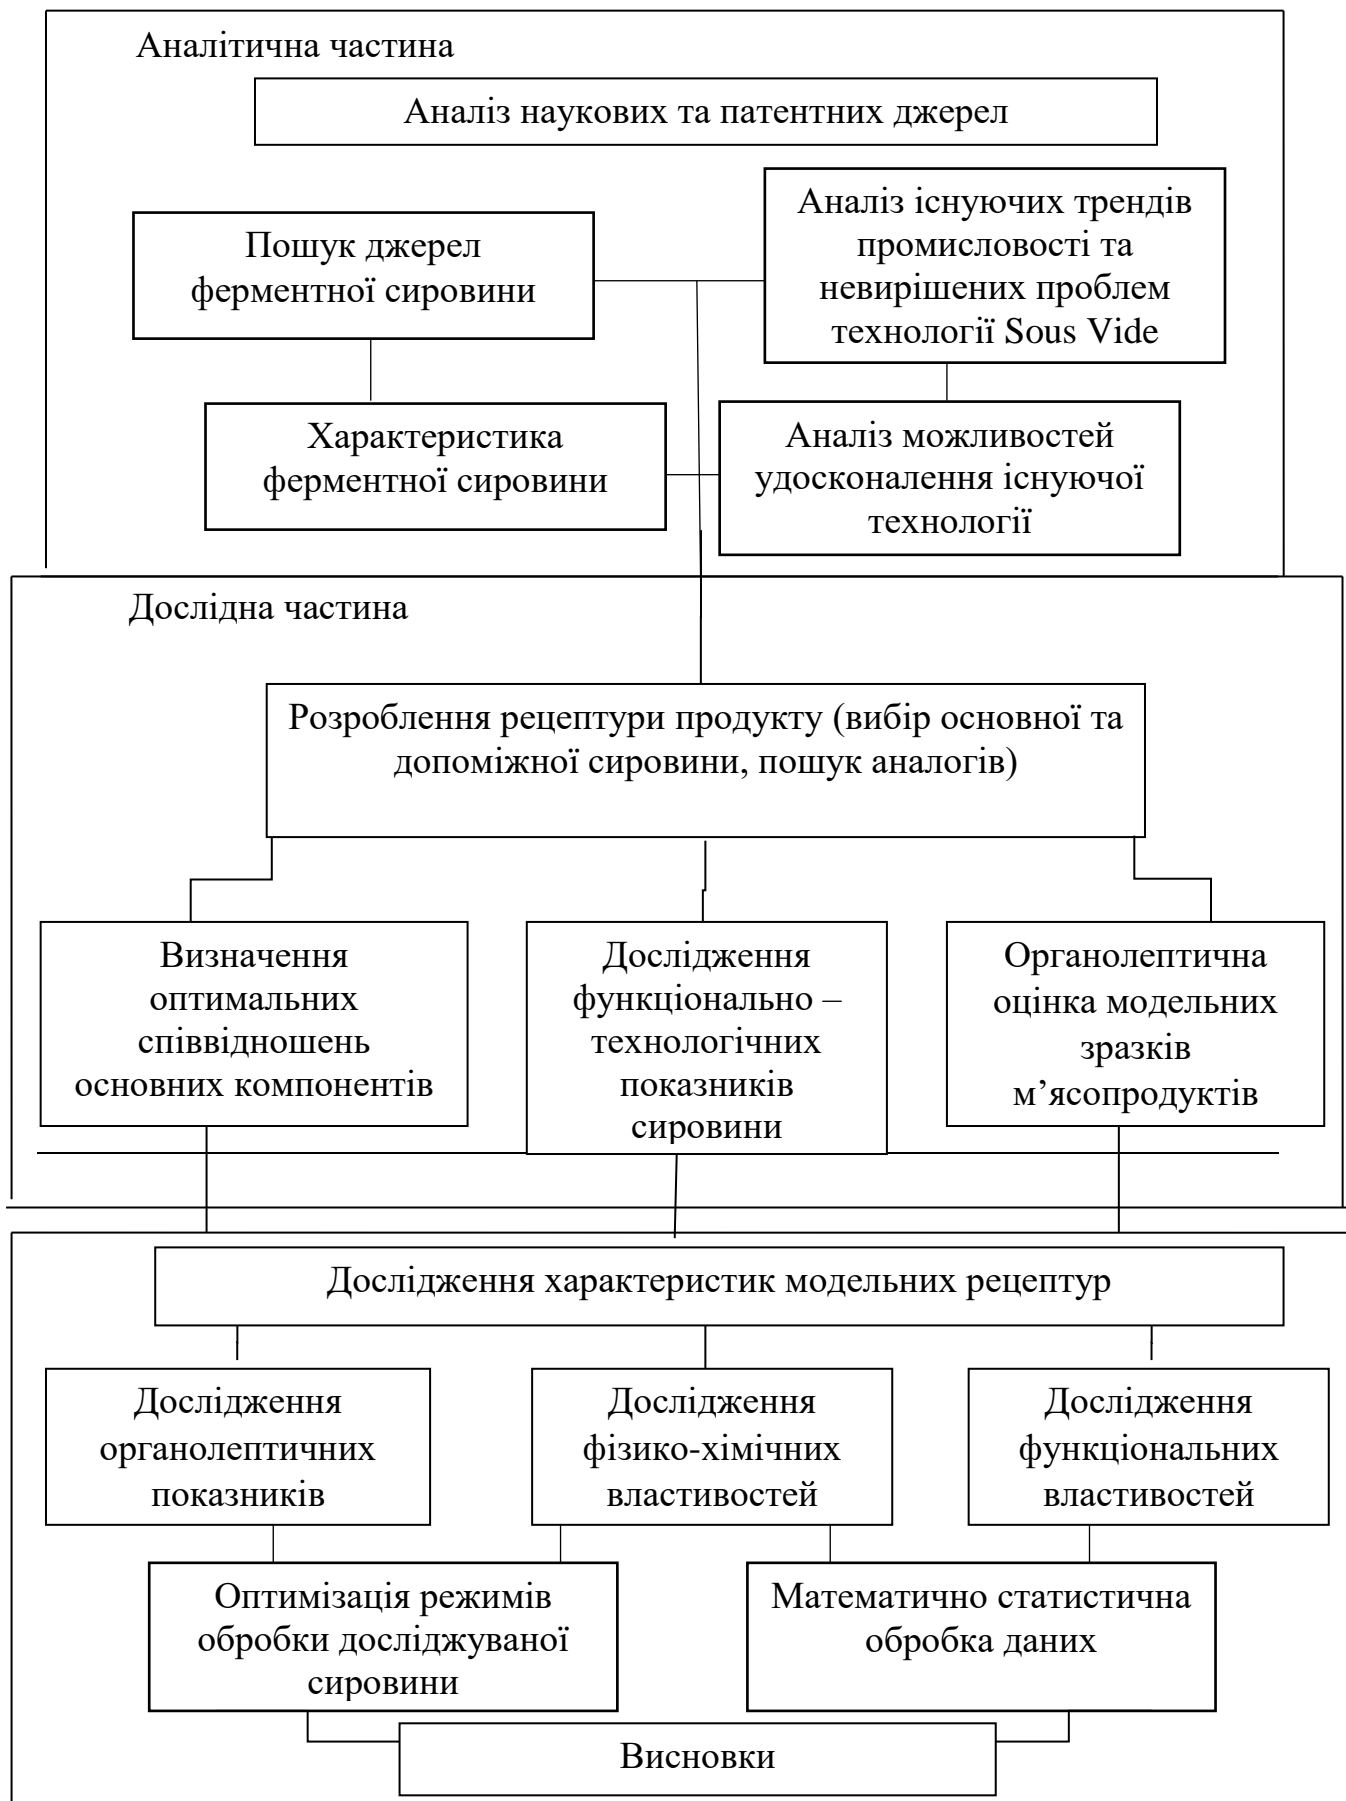 Аналітична частина
Аналіз наукових та патентних джерел
Пошук джерел
ферментної сировини
Аналіз існуючих трендів
промисловості та
невирішених проблем
технології Sous Vide
Характеристика
ферментної сировини
Аналіз можливостей
удосконалення існуючої
технології
Дослідна частина
Розроблення рецептури продукту (вибір основної та
допоміжної сировини, пошук аналогів)
Визначення
оптимальних
співвідношень
основних компонентів
Дослідження
функціонально –
технологічних
показників
сировини
Органолептична
оцінка модельних
зразків
м’ясопродуктів
Дослідження характеристик модельних рецептур
Дослідження
органолептичних
показників
Дослідження
фізико-хімічних
властивостей
Дослідження
функціональних
властивостей
Оптимізація режимів
обробки досліджуваної
сировини
Математично статистична
обробка даних
Висновки